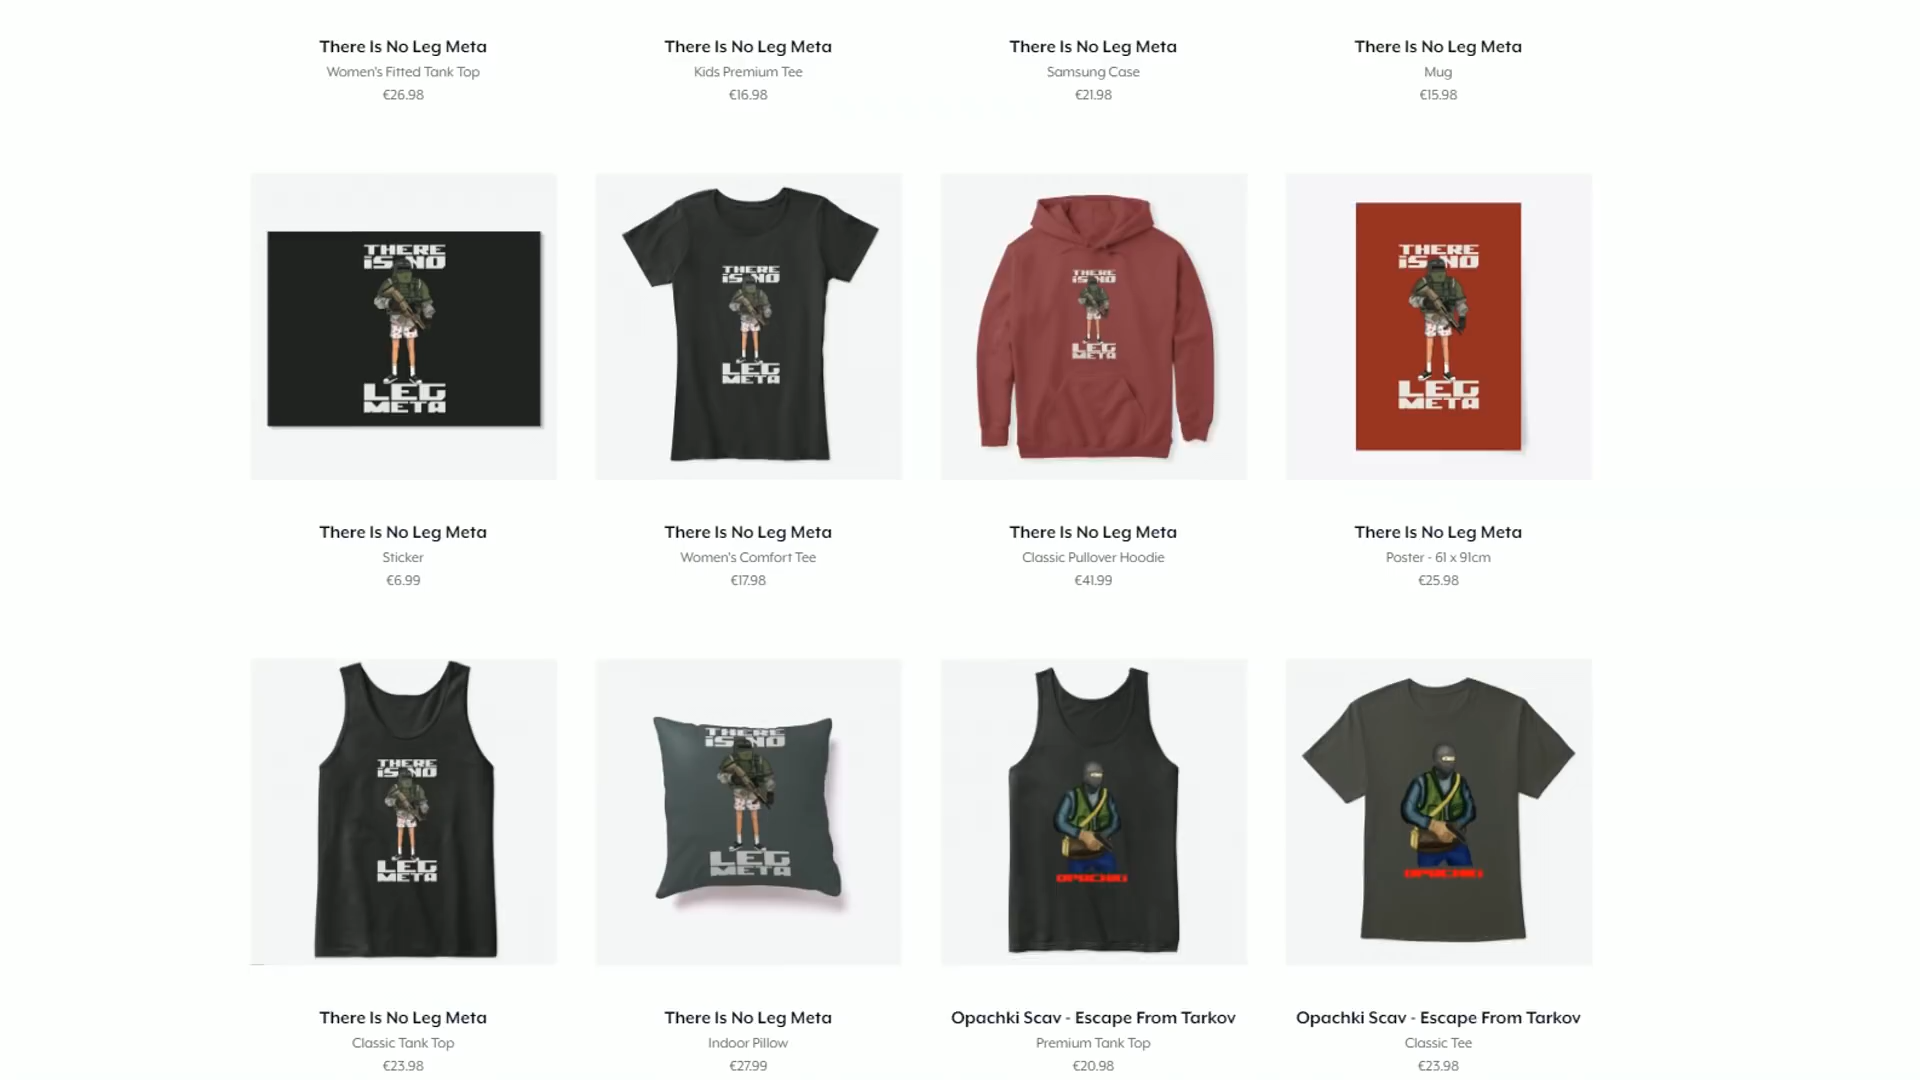 There Is No Leg Meta
Women's Fitted Tank Top
€26.98
There Is No Leg Meta
Kids Premium Tee
€16.98
There Is No Leg Meta
Samsung Case
€21.98
There Is No Leg Meta
Mug
€15.98
THERE
IS NO
LEG
META
THERE
IS NO
LEG
META
THERE
IS NO
LEG
META
THERE
IS NO
LEG
META
There Is No Leg Meta
Sticker
€6.99
There Is No Leg Meta
Women's Comfort Tee
€17.98
There Is No Leg Meta
Classic Pullover Hoodie
€41.99
There Is No Leg Meta
Poster - 61 x 91cm
€25.98
THERE
IS NO
LEG
META
THERE
IS NO
LEG
META
OPACHKI
OPACHKI
There Is No Leg Meta
Classic Tank Top
€23.98
There Is No Leg Meta
Indoor Pillow
€27.99
Opachki Scav - Escape From Tarkov
Premium Tank Top
€20.98
Opachki Scav - Escape From Tarkov
Classic Tee
€23.98